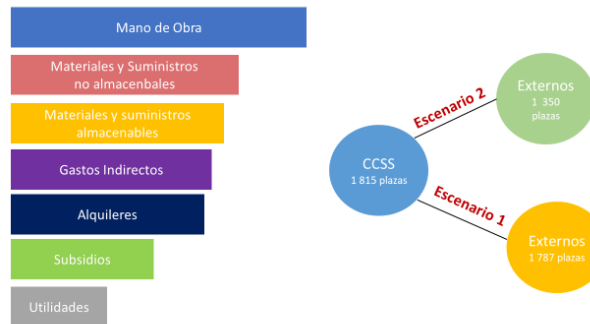 Mano de Obra
Materiales y Sumistros
no almacenbales
Materiales y suministros
almacenables
Gastos Indirectos
Alquileres
Subsidios
Utilidades
Externos
1 350
plazas
Escenario 2
CCSS
1 815 plazas
Escenario 1
Externos
1 787 plazas